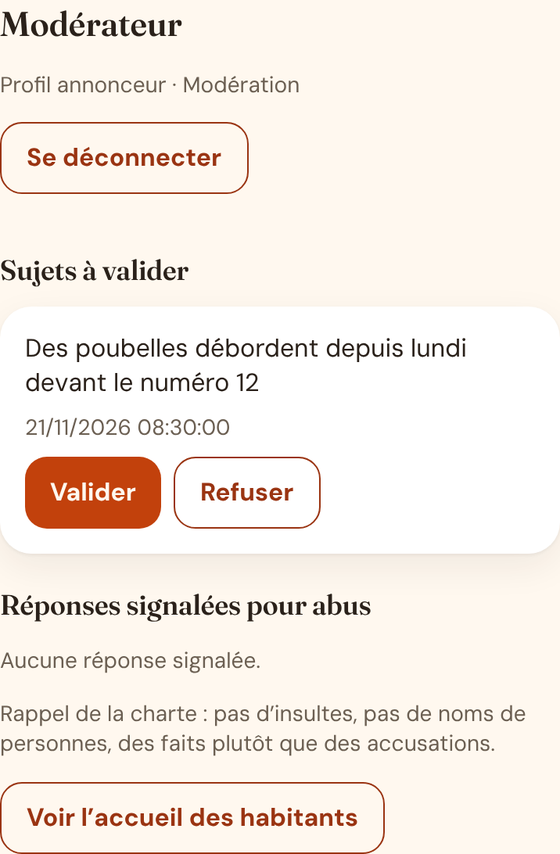 Modérateur
Profil annonceur · Modération
Se déconnecter
Sujets à valider
Des poubelles débordent depuis lundi
devant le numéro 12
21/11/2026 08:30:00
Valider
Refuser
Réponses signalées pour abus
Aucune réponse signalée.
Rappel de la charte : pas d’insultes, pas de noms de
personnes, des faits plutôt que des accusations.
Voir l’accueil des habitants